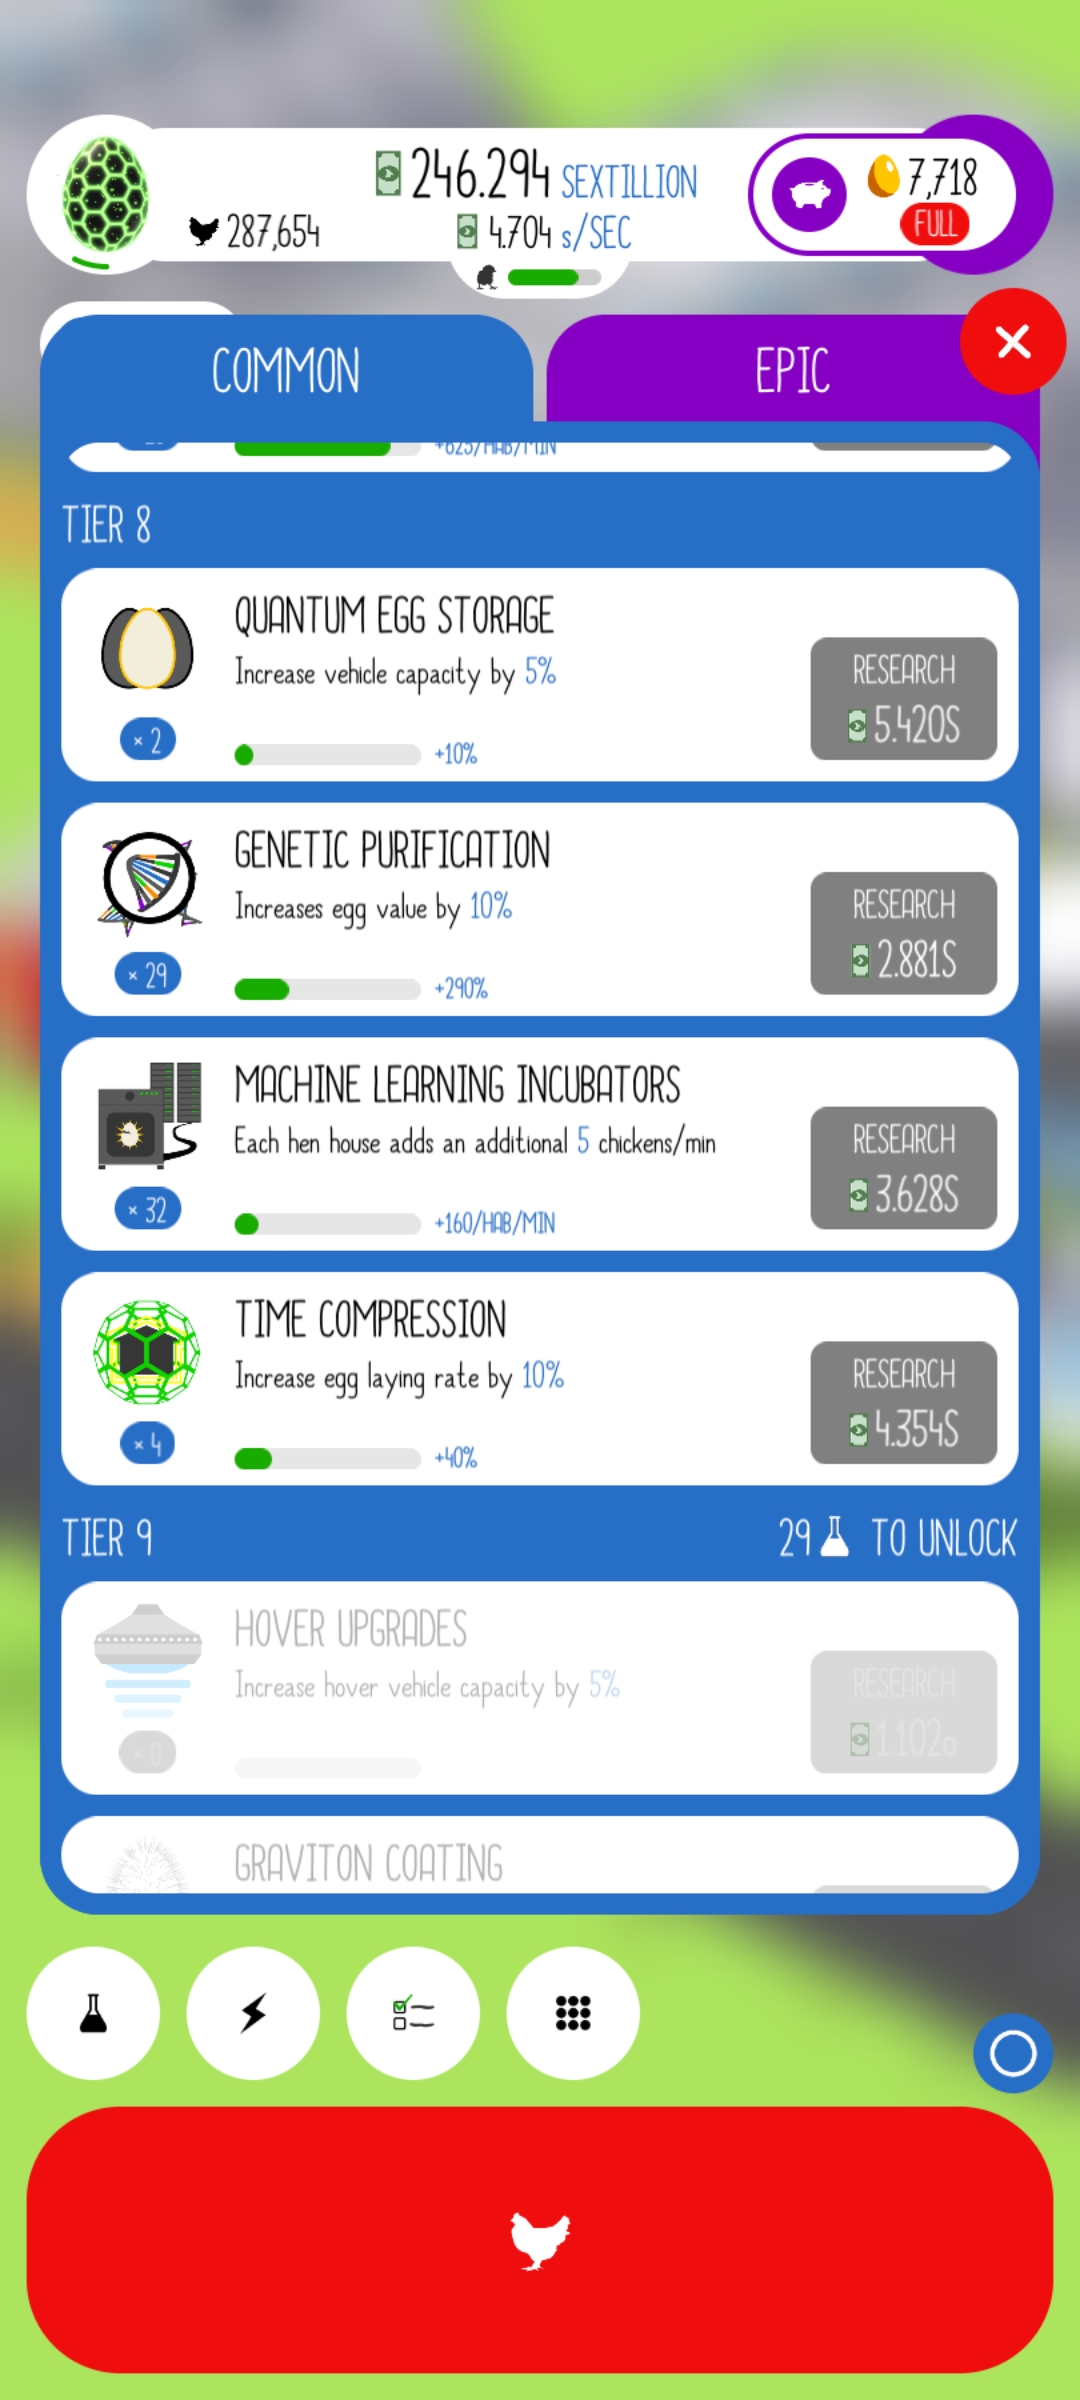 246.294 SEXTILLION
7,718
287,654
4.704 s/SEC
FULL
COMMON
EPIC
+625/HAB/MIN
TIER 8
QUANTUM EGG STORAGE
Increase vehicle capacity by 5%
RESEARCH
5.420S
× 2
+10%
GENETIC PURIFICATION
Increases egg value by 10%
RESEARCH
2.881S
× 29
+290%
MACHINE LEARNING INCUBATORS
Each hen house adds an additional 5 chickens/min
RESEARCH
3.628S
× 32
+160/HAB/MIN
TIME COMPRESSION
Increase egg laying rate by 10%
RESEARCH
4.354S
× 4
+40%
TIER 9
29 TO UNLOCK
HOVER UPGRADES
Increase hover vehicle capacity by 5%
RESEARCH
1.102o
× 0
GRAVITON COATING